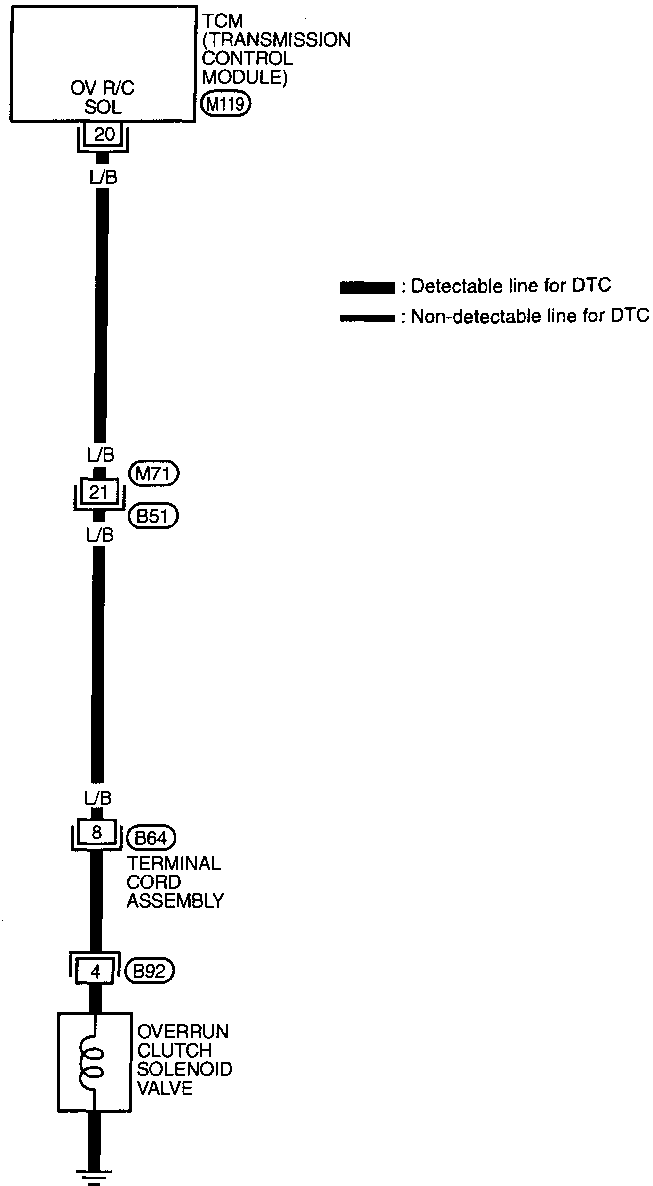 TCM
(TRANSMISSION
CONTROL
MODULE)
M119
OV R/C
SOL
20
L/B
: Detectable line for DTC
: Non-detectable line for DTC
L/B
M71
21
B51
L/B
L/B
8
B64
TERMINAL
CORD
ASSEMBLY
4
B92
OVERRUN
CLUTCH
SOLENOID
VALVE